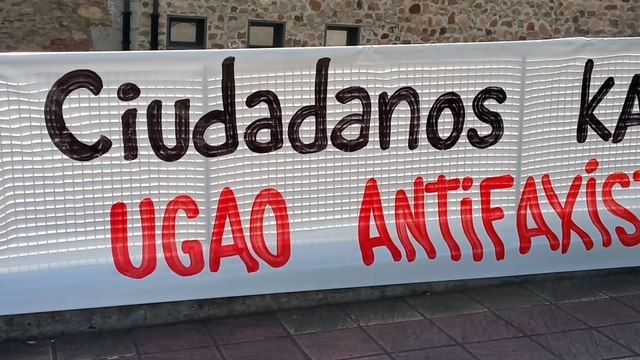 Ciudadanos KA
UGAO ANTiFAXiST